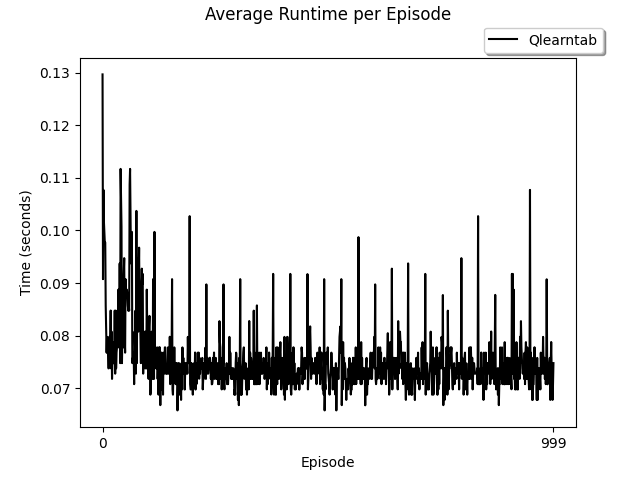 Average Runtime per Episode
Qlearntab
0.13
0.12
0.11
0.10
0.09
0.08
0.07
Time (seconds)
0
999
Episode